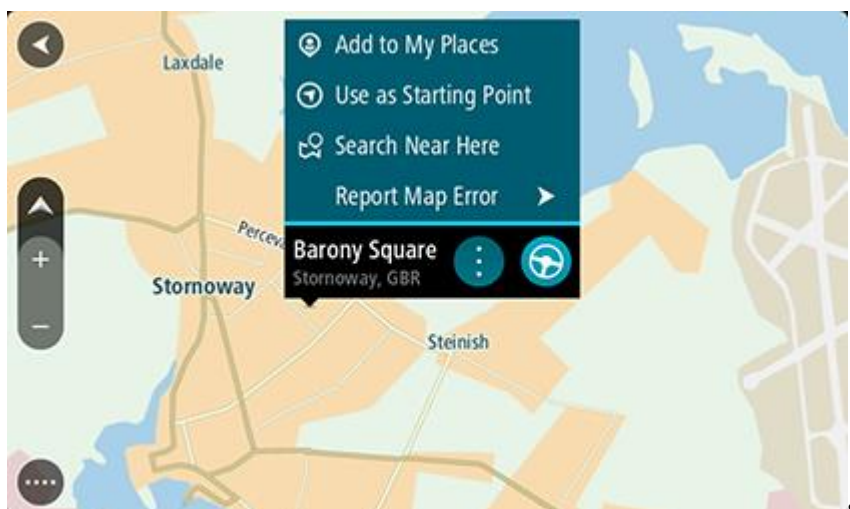 Laxdale
Add to My Places
Use as Starting Point
Search Near Here
Report Map Error
Barony Square
Stornoway, GBR
Stornoway
Steinish